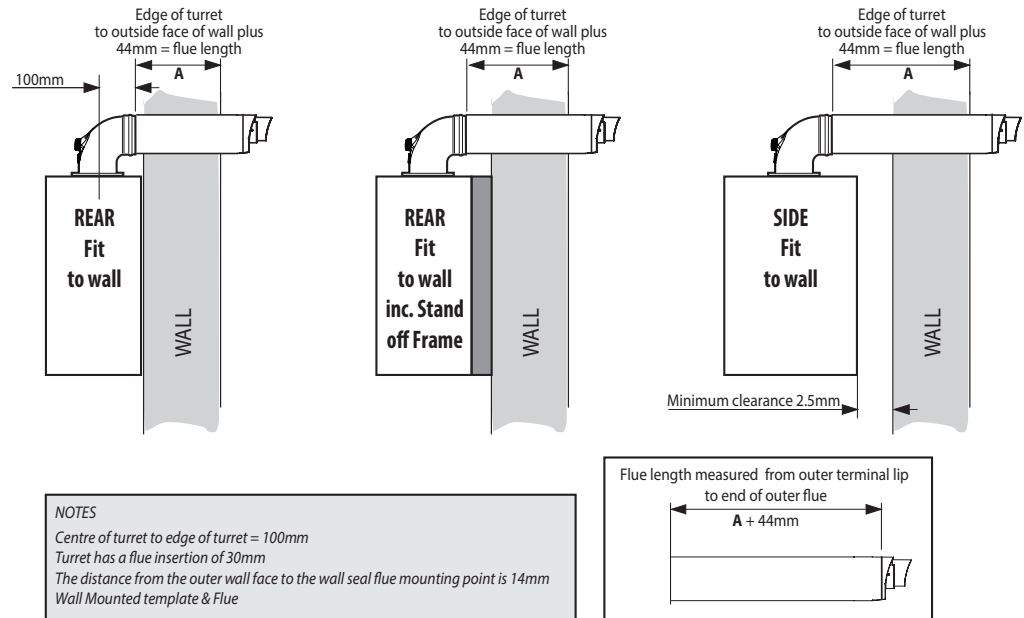 Edge of turret
to outside face of wall plus
44mm = flue length
A
100mm
REAR
Fit
to wall
WALL
Edge of turret
to outside face of wall plus
44mm = flue length
A
REAR
Fit
to wall
inc. Stand
off Frame
WALL
Edge of turret
to outside face of wall plus
44mm = flue length
A
SIDE
Fit
to wall
WALL
Minimum clearance 2.5mm
NOTES
Centre of turret to edge of turret = 100mm
Turret has a flue insertion of 30mm
The distance from the outer wall face to the wall seal flue mounting point is 14mm
Wall Mounted template & Flue
Flue length measured from outer terminal lip
to end of outer flue
A + 44mm